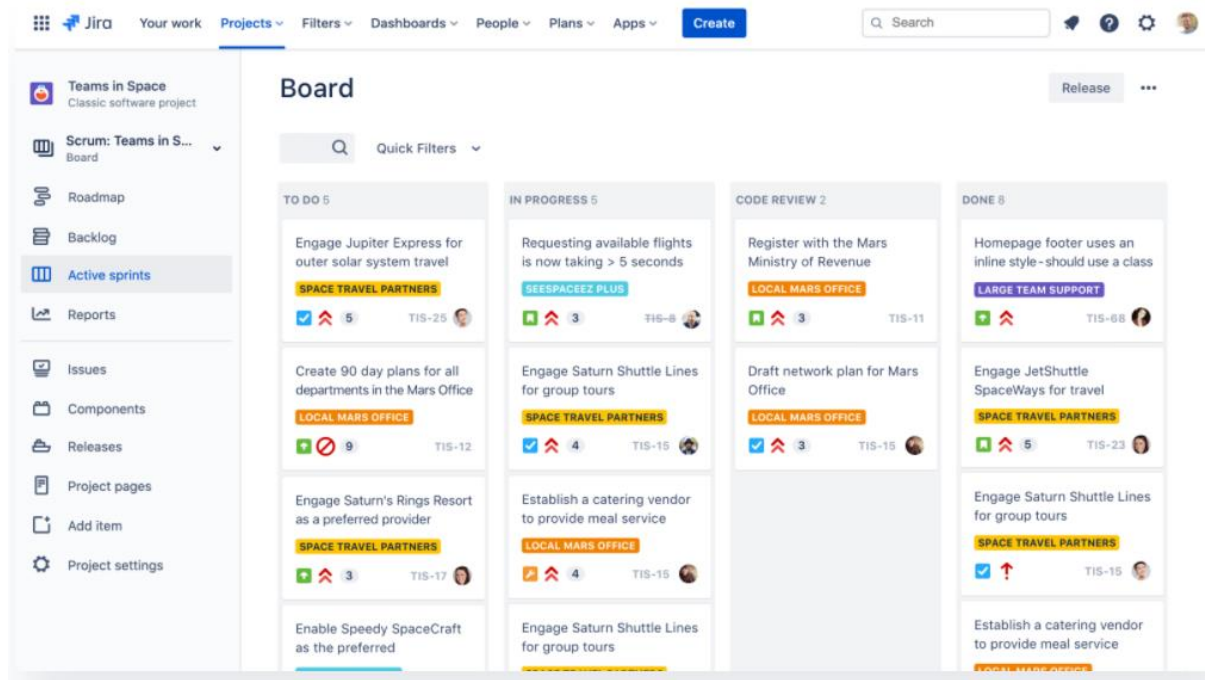 Jira Your work Projects Filters Dashboards People Plans Apps Create Search
Teams in Space
Classic software project
Scrum: Teams in S...
Board
Roadmap
Backlog
Active sprints
Reports
Issues
Components
Releases
Project pages
Add item
Project settings
Board
Release
Quick Filters
TO DO 5
Engage Jupiter Express for
outer solar system travel
SPACE TRAVEL PARTNERS
5 TIS-25
Create 90 day plans for all
departments in the Mars Office
LOCAL MARS OFFICE
9 TIS-12
Engage Saturn's Rings Resort
as a preferred provider
SPACE TRAVEL PARTNERS
3 TIS-17
Enable Speedy SpaceCraft
as the preferred
IN PROGRESS 5
Requesting available flights
is now taking > 5 seconds
SEESPACEEZ PLUS
3 TIS-8
Engage Saturn Shuttle Lines
for group tours
SPACE TRAVEL PARTNERS
4 TIS-15
Establish a catering vendor
to provide meal service
LOCAL MARS OFFICE
4 TIS-15
Engage Saturn Shuttle Lines
for group tours
SPACE TRAVEL PARTNERS
CODE REVIEW 2
Register with the Mars
Ministry of Revenue
LOCAL MARS OFFICE
3 TIS-11
Draft network plan for Mars
Office
LOCAL MARS OFFICE
3 TIS-15
DONE 8
Homepage footer uses an
inline style - should use a class
LARGE TEAM SUPPORT
TIS-68
Engage JetShuttle
SpaceWays for travel
SPACE TRAVEL PARTNERS
5 TIS-23
Engage Saturn Shuttle Lines
for group tours
SPACE TRAVEL PARTNERS
TIS-15
Establish a catering vendor
to provide meal service
LOCAL MARS OFFICE